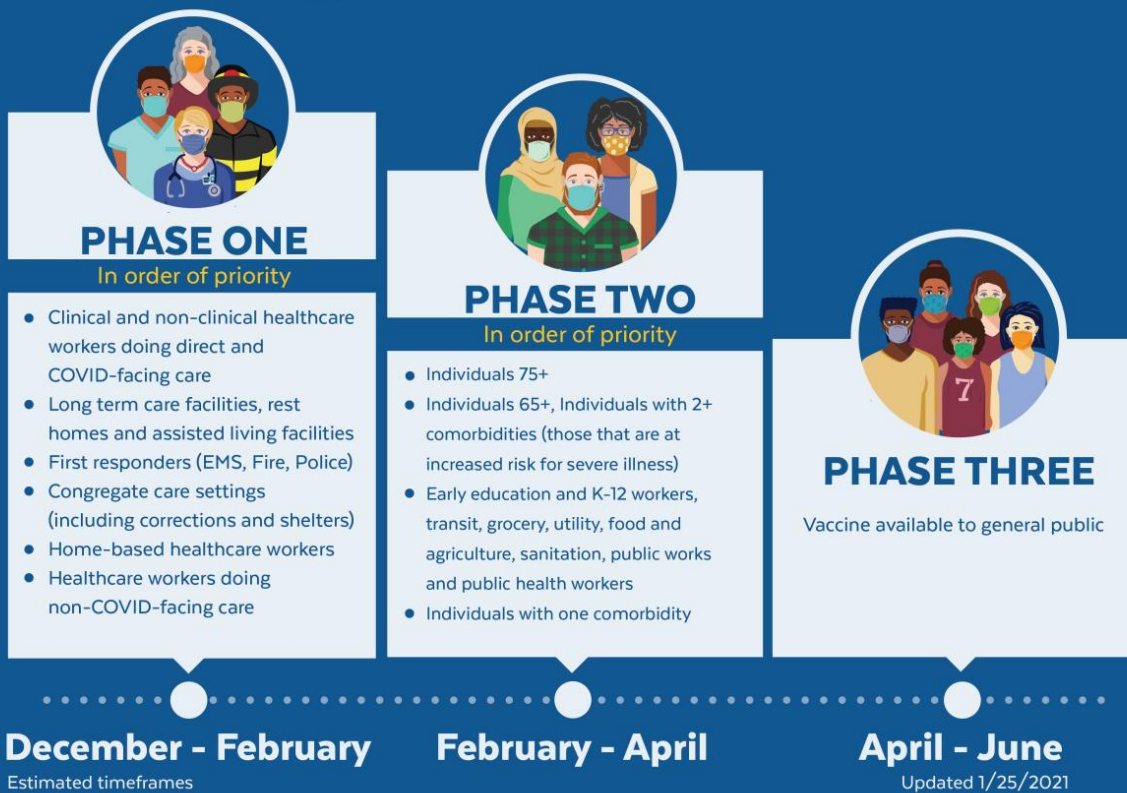 PHASE ONE
In order of priority
• Clinical and non-clinical healthcare
workers doing direct and
COVID-facing care
• Long term care facilities, rest
homes and assisted living facilities
• First responders (EMS, Fire, Police)
• Congregate care settings
(including corrections and shelters)
• Home-based healthcare workers
• Healthcare workers doing
non-COVID-facing care
December - February
Estimated timeframes
PHASE TWO
In order of priority
• Individuals 75+
• Individuals 65+, Individuals with 2+
comorbidities (those that are at
increased risk for severe illness)
• Early education and K-12 workers,
transit, grocery, utility, food and
agriculture, sanitation, public works
and public health workers
• Individuals with one comorbidity
February - April
7
PHASE THREE
Vaccine available to general public
April - June
Updated 1/25/2021